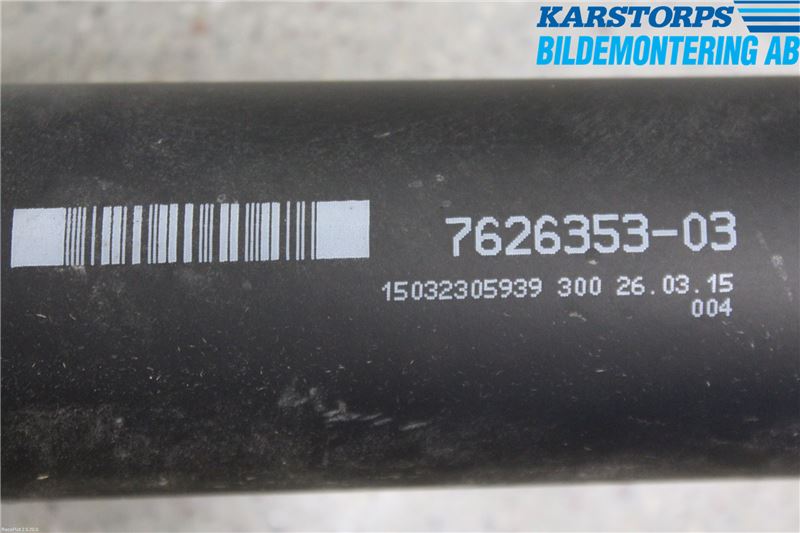 KARSTORPS
BILDEMONTERING AB
7626353-03
15032305939 300 26.03.15
004